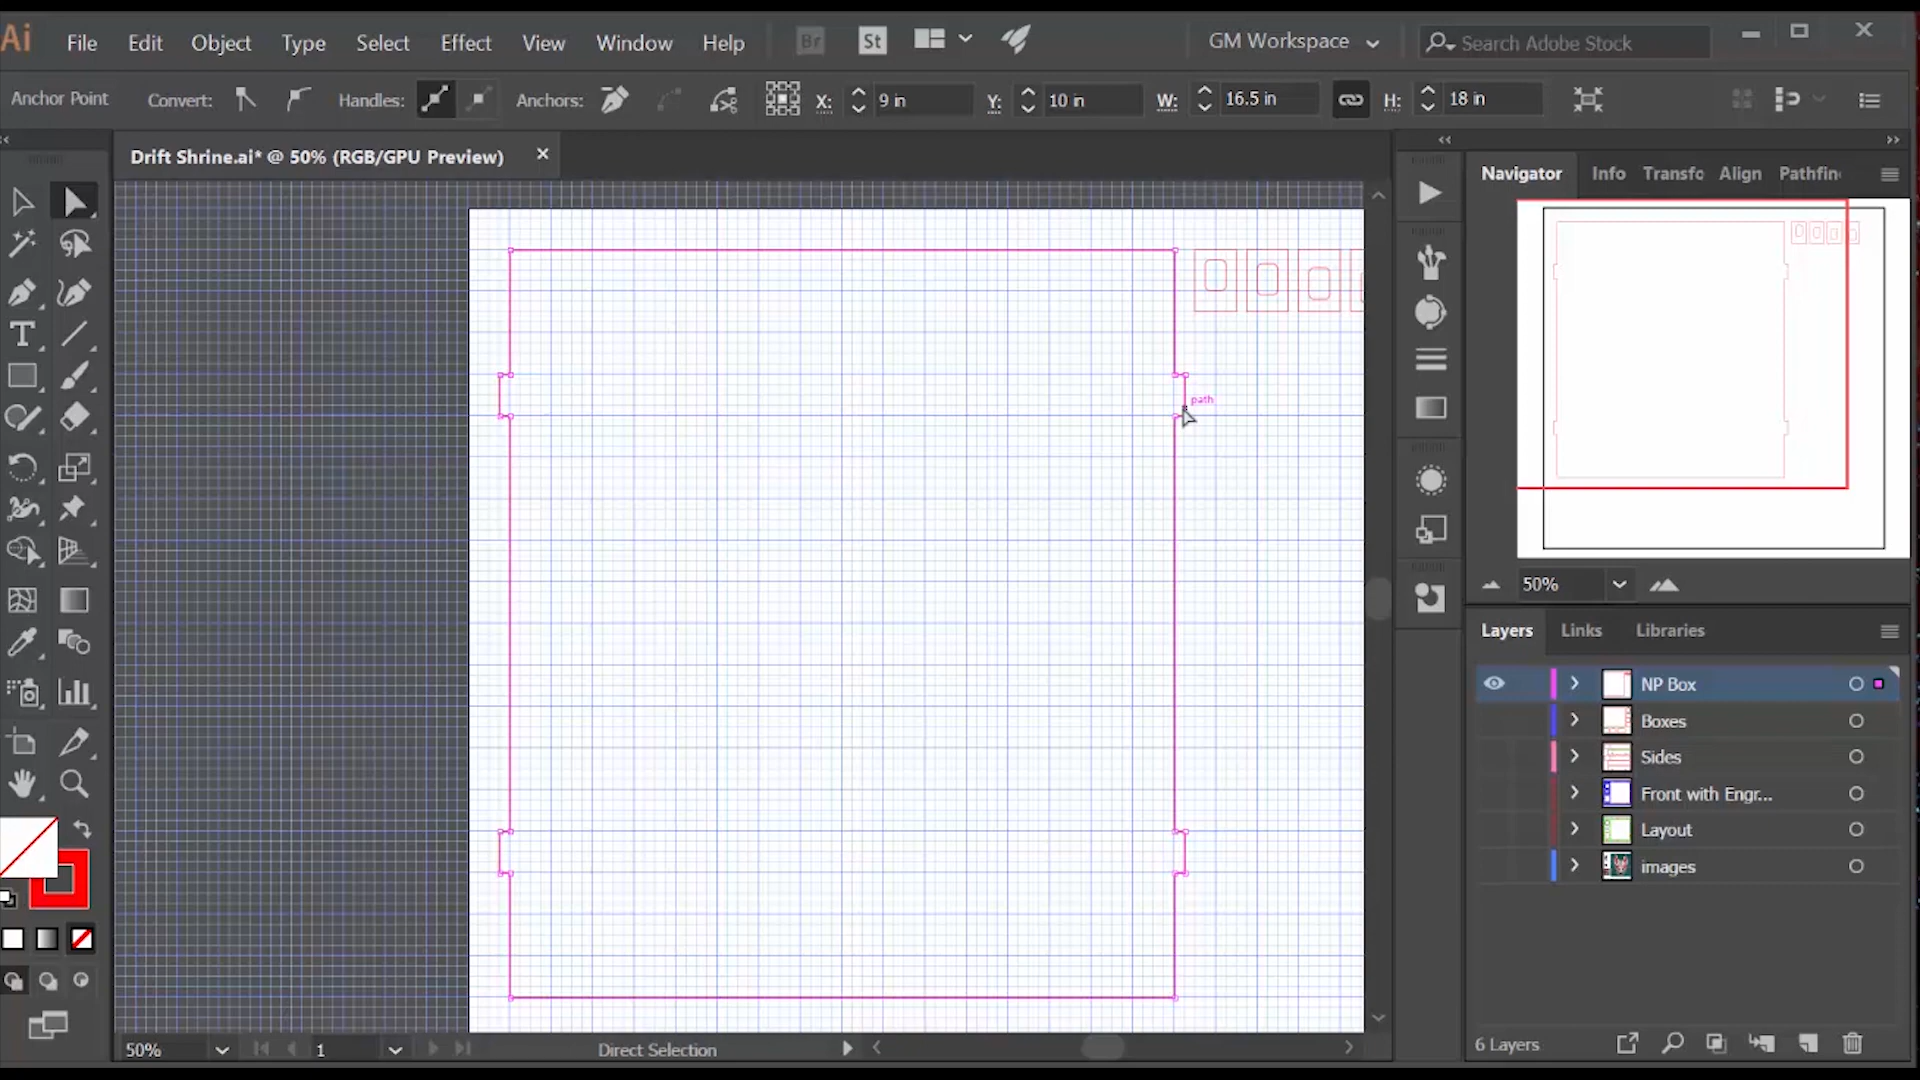 Ai File Edit Object Type Select Effect View Window Help Br St GM Workspace Search Adobe Stock
Anchor Point Convert: Handles: Anchors: X: 9 in Y: 10 in W: 16.5 in H: 18 in
Drift Shrine.ai* @ 50% (RGB/GPU Preview)
Navigator Info Transfo Align Pathfin
path
50%
Layers Links Libraries
NP Box
Boxes
Sides
Front with Engr...
Layout
images
50% 1 Direct Selection
6 Layers